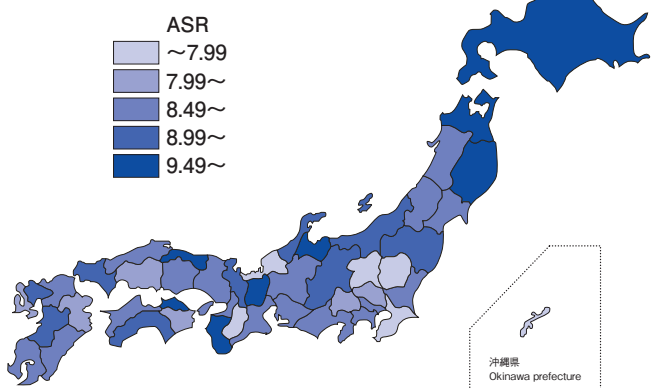 ASR
～7.99
7.99～
8.49～
8.99～
9.49～
沖縄県
Okinawa prefecture